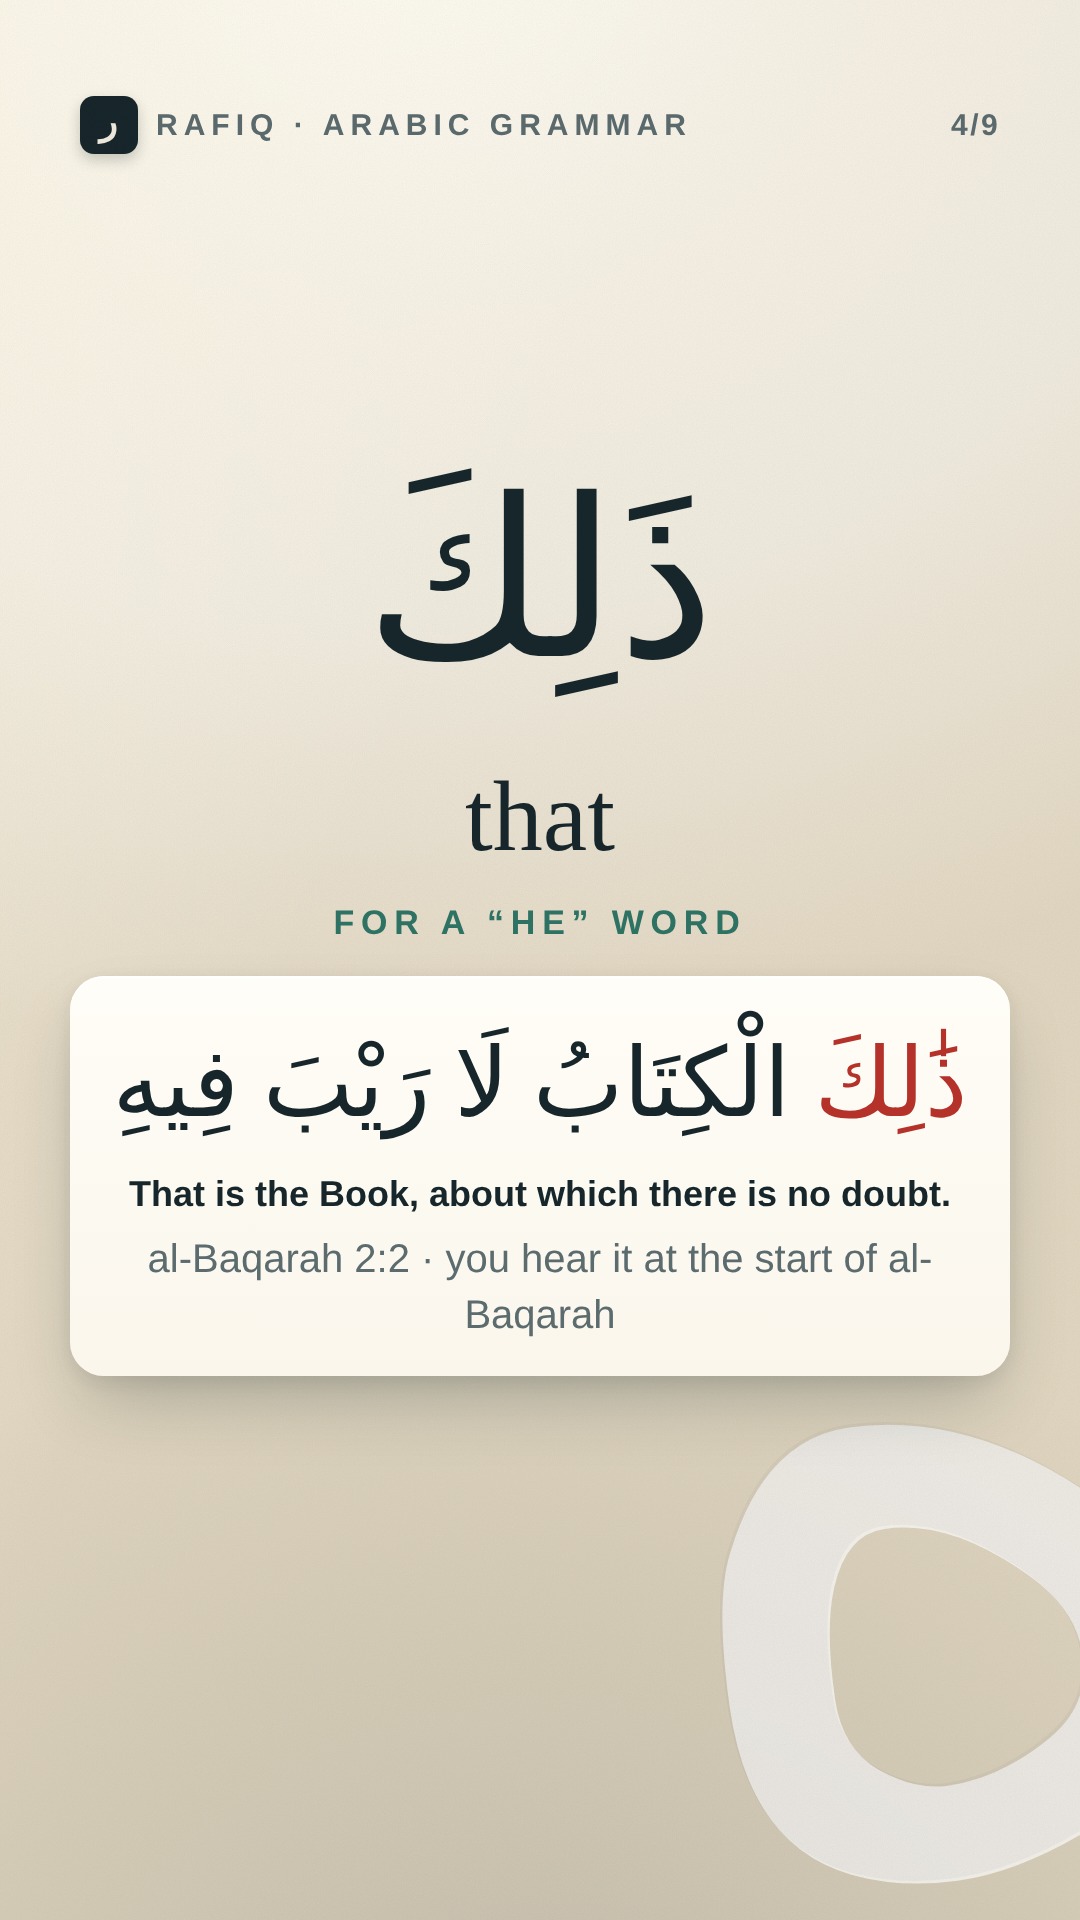 ر RAFIQ · ARABIC GRAMMAR 4/9
ذَلِكَ
that
FOR A “HE” WORD
ذَٰلِكَ الْكِتَابُ لَا رَيْبَ فِيهِ
That is the Book, about which there is no doubt.
al-Baqarah 2:2 · you hear it at the start of al-
Baqarah
ه